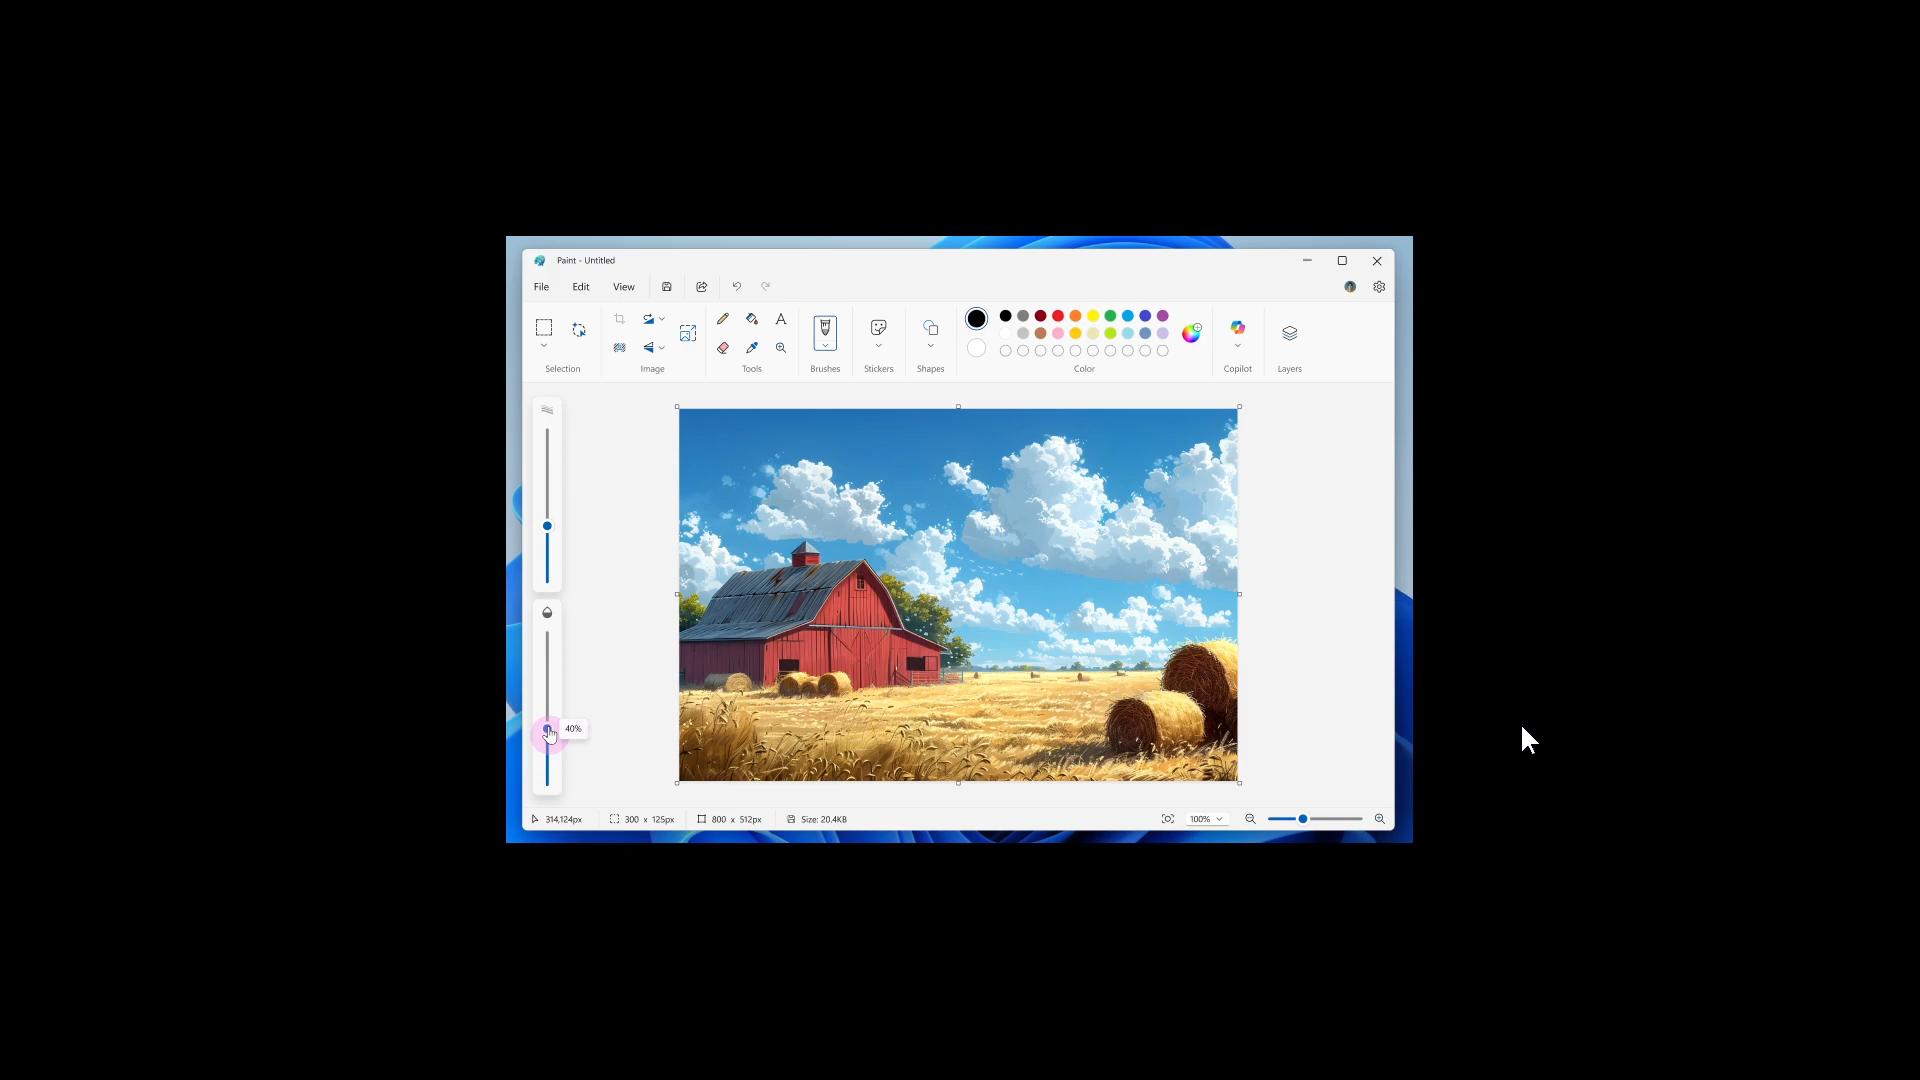 Paint - Untitled
File Edit View
Selection Image Tools Brushes Stickers Shapes Color Copilot Layers
40%
314,124px 300 x 125px 800 x 512px Size: 20.4KB 100%